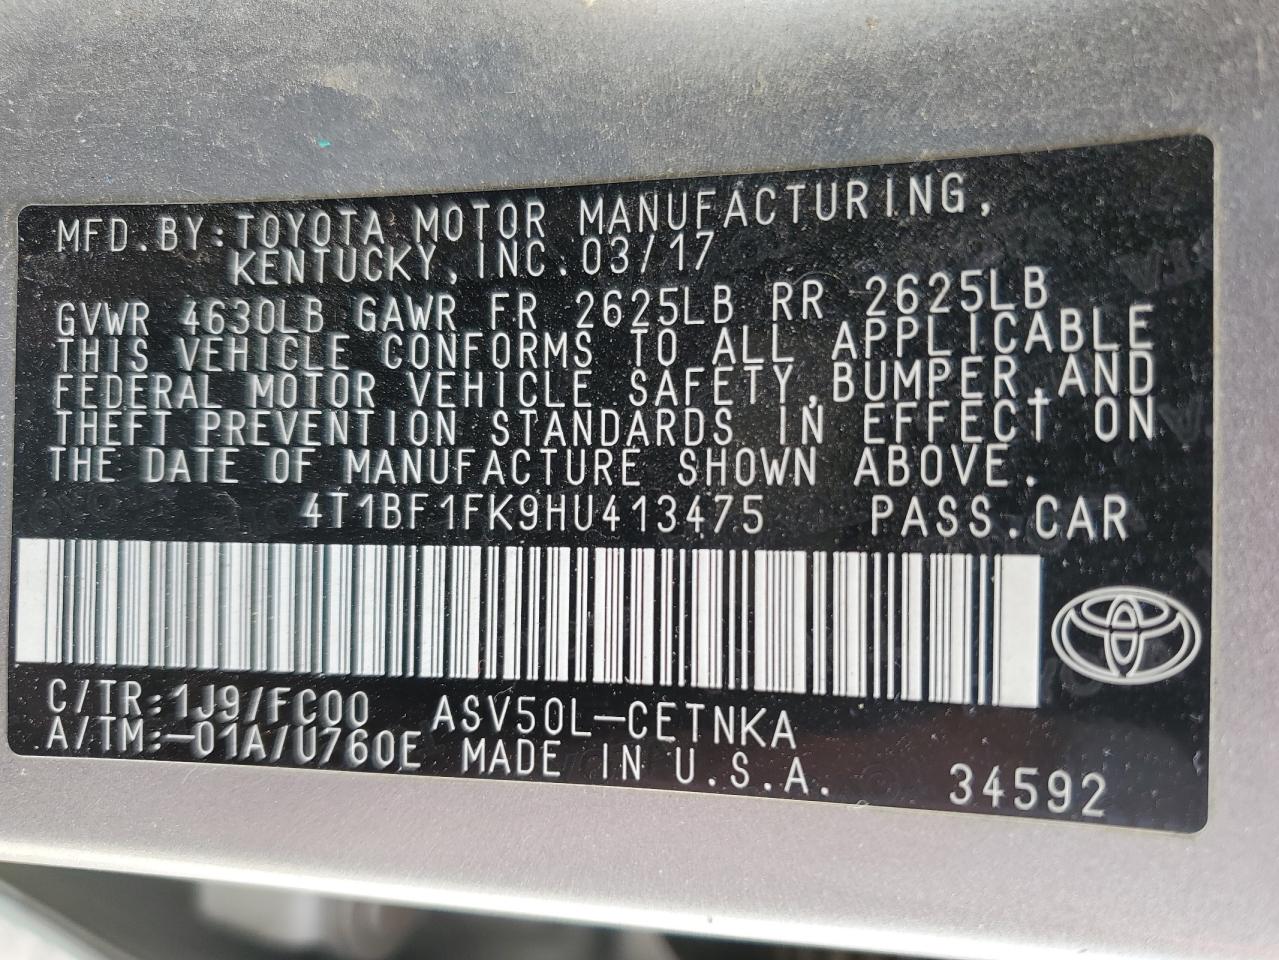 MFD.BY:TOYOTA MOTOR MANUFACTURING,
KENTUCKY,INC.03/17
GVWR 4630LB GAWR FR 2625LB RR 2625LB
THIS VEHICLE CONFORMS TO ALL APPLICABLE
FEDERAL MOTOR VEHICLE SAFETY,BUMPER,AND
THEFT PREVENTION STANDARDS IN EFFECT ON
THE DATE OF MANUFACTURE SHOWN ABOVE.
4T1BF1FK9HU413475 PASS.CAR
C/TR:1J9/FC00 ASV50L-CETNKA
A/TM:-01A/U760E MADE IN U.S.A.
34592